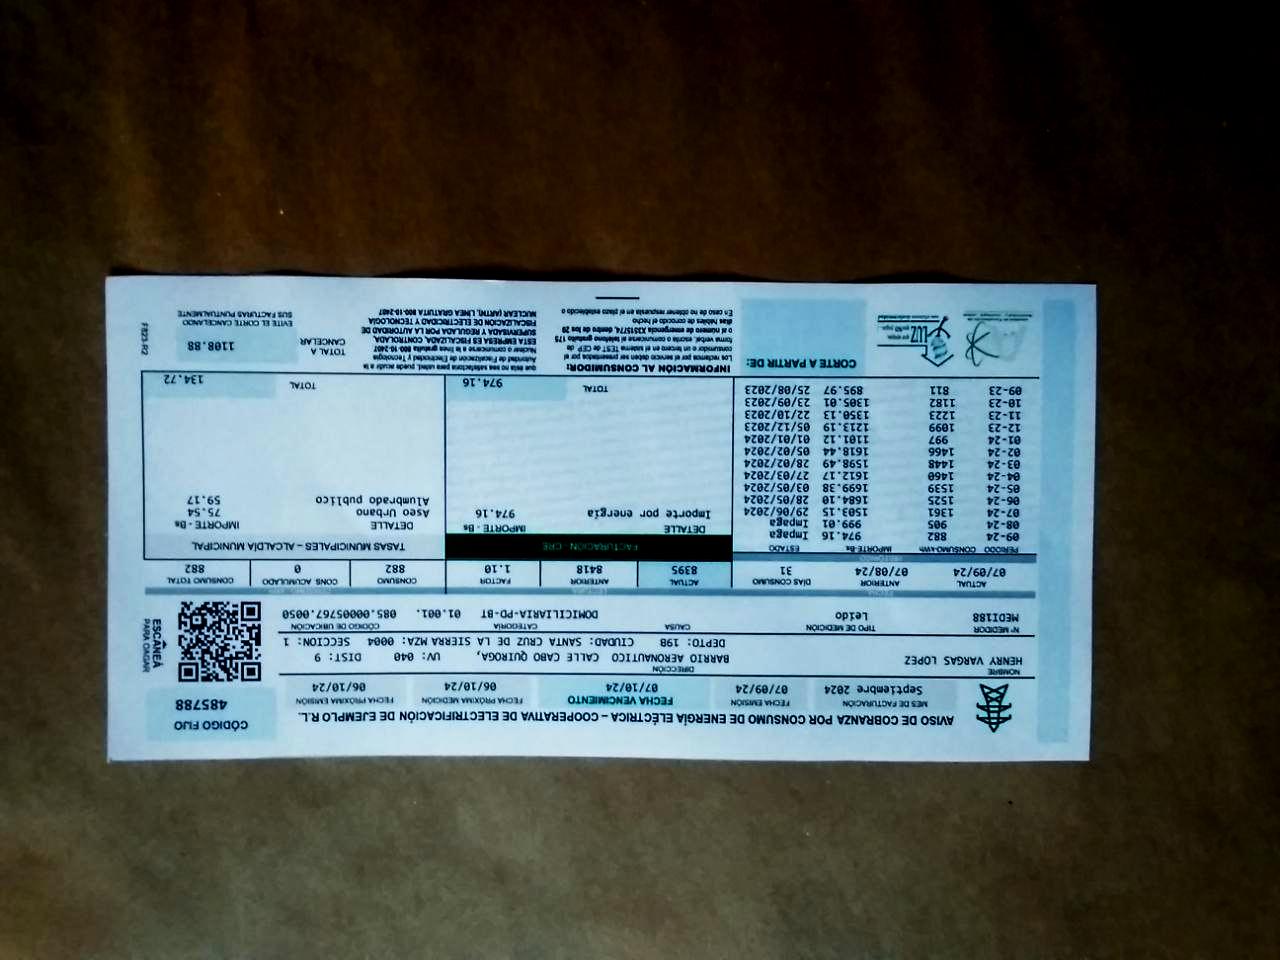 AVISO DE COBRANZA POR CONSUMO DE ENERGÍA ELÉCTRICA – COOPERATIVA DE ELECTRIFICACIÓN DE EJEMPLO R.L.
CÓDIGO FIJO
485788
MES DE FACTURACIÓN
Septiembre 2024
FECHA EMISIÓN
07/09/24
FECHA VENCIMIENTO
07/10/24
FECHA PRÓXIMA MEDICIÓN
06/10/24
FECHA PRÓXIMA EMISIÓN
06/10/24
NOMBRE
HENRY VARGAS LOPEZ
DIRECCIÓN
BARRIO AERONAUTICO CALLE CABO QUIROGA, UV: 040 DIST: 9
DEPTO: 198 CIUDAD: SANTA CRUZ DE LA SIERRA MZA: 0004 SECCION: 1
ESCANEÁ
PARA PAGAR
Nº MEDIDOR
MEDI188
TIPO DE MEDICIÓN
Leído
CAUSA
CATEGORÍA
DOMICILIARIA-PD-BT
CÓDIGO DE UBICACIÓN
01.001. 085.00005767.0050
ACTUAL
07/09/24
ANTERIOR
07/08/24
DÍAS CONSUMO
31
ACTUAL
8395
ANTERIOR
8418
FACTOR
1.10
CONSUMO
882
CONS ACUMULADO
0
CONSUMO TOTAL
882
PERIODO CONSUMO-kWh IMPORTE-Bs ESTADO
09-24 882 974.16 Impaga
08-24 905 999.01 Impaga
07-24 1361 1503.15 29/06/2024
06-24 1525 1684.10 28/05/2024
05-24 1539 1699.38 03/05/2024
04-24 1460 1612.17 27/03/2024
03-24 1448 1598.49 28/02/2024
02-24 1466 1618.44 05/02/2024
01-24 997 1101.12 01/01/2024
12-23 1099 1213.19 05/12/2023
11-23 1223 1350.13 22/10/2023
10-23 1182 1305.01 23/09/2023
09-23 811 895.97 25/08/2023
FACTURACIÓN - CRE
DETALLE IMPORTE - Bs
Importe por energía 974.16
TOTAL 974.16
TASAS MUNICIPALES – ALCALDÍA MUNICIPAL
DETALLE IMPORTE - Bs
Aseo Urbano 75.54
Alumbrado publico 59.17
TOTAL 134.72
CORTE A PARTIR DE:
INFORMACIÓN AL CONSUMIDOR:
Los reclamos por el servicio deben ser presentados por el
consumidor o un tercero en el sistema
forma verbal, escrita o comunicarse al teléfono gratuito 175
o al número de emergencia X3515774, dentro de los 20
días hábiles de conocido el hecho
En caso de no obtener respuesta en el plazo establecido o
que ésta no sea satisfactoria para usted, puede acudir a la
Autoridad de Fiscalización de Electricidad y Tecnología
Nuclear o comunicarse a la línea gratuita 800-10-2407
ESTA EMPRESA ES FISCALIZADA, CONTROLADA,
SUPERVISADA Y REGULADA POR LA AUTORIDAD DE
FISCALIZACIÓN DE ELECTRICIDAD Y TECNOLOGÍA
NUCLEAR (AETN), LÍNEA GRATUITA 800-10-2407
TOTAL A
CANCELAR
1108.88
EVITE EL CORTE CANCELANDO
SUS FACTURAS PUNTUALMENTE
LUZ